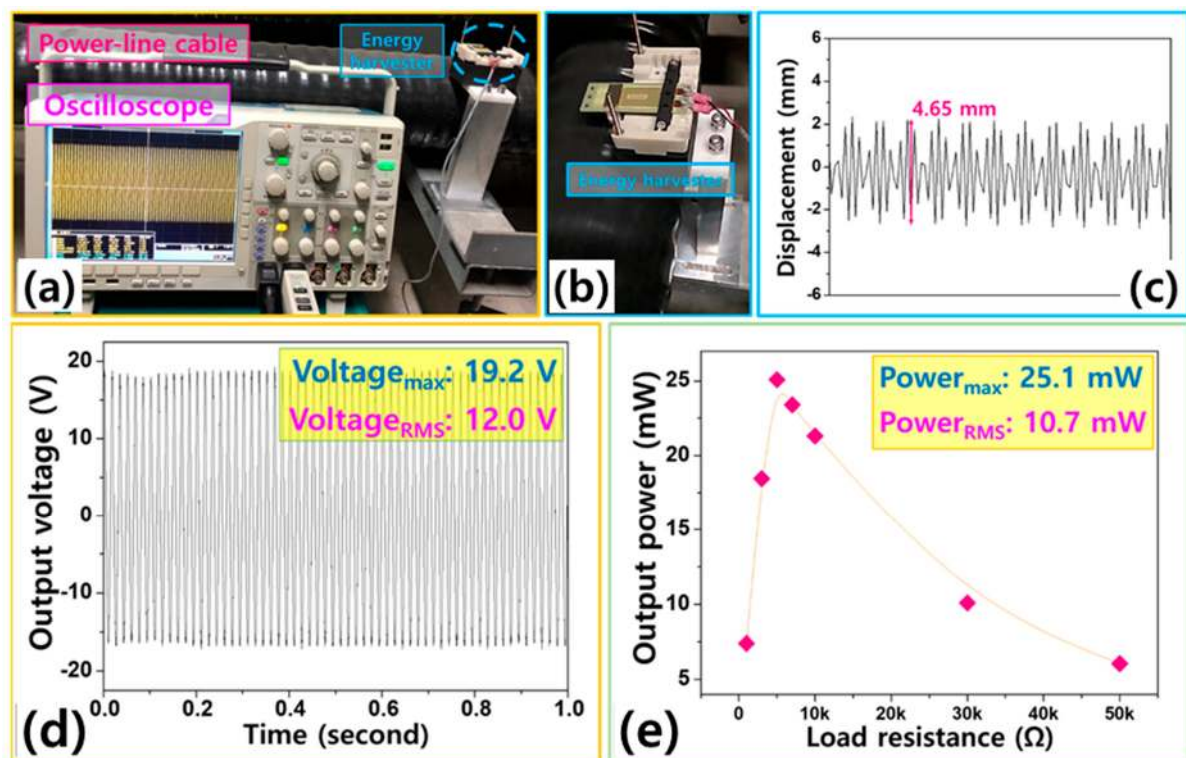 Power-line cable
Energy
harvester
Oscilloscope
(a)
Energy harvester
(b)
6
4
2
0
-2
-4
-6
Displacement (mm)
4.65 mm
(c)
20
10
0
-10
-20
Output voltage (V)
Voltagemax: 19.2 V
VoltageRMS: 12.0 V
0.0 0.2 0.4 0.6 0.8 1.0
Time (second)
(d)
25
20
15
10
5
Output power (mW)
Powermax: 25.1 mW
PowerRMS: 10.7 mW
0 10k 20k 30k 40k 50k
Load resistance (Ω)
(e)